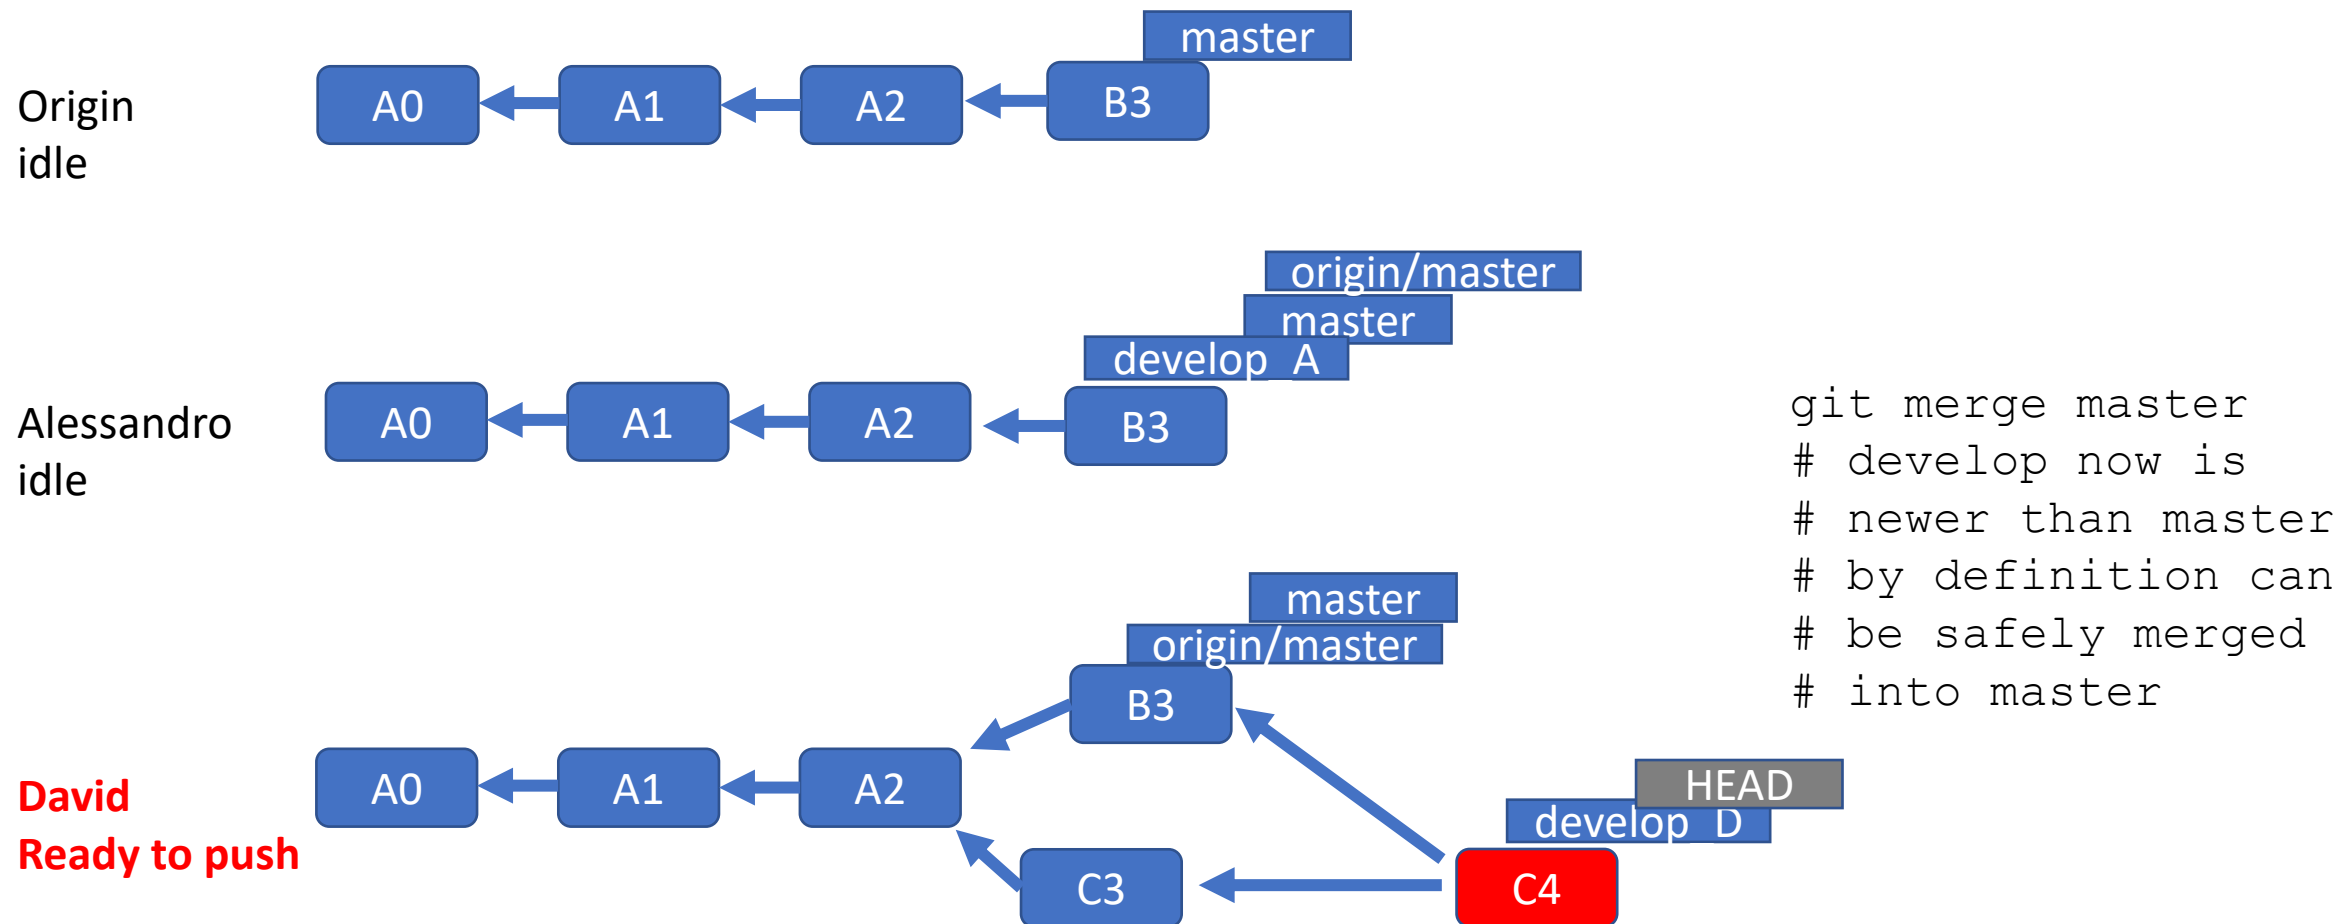 master
Origin
idle
A0
A1
A2
B3
origin/master
master
develop_A
Alessandro
idle
A0
A1
A2
B3
git merge master
# develop now is
# newer than master
# by definition can
# be safely merged
# into master
master
origin/master
B3
David
Ready to push
A0
A1
A2
HEAD
develop_D
C3
C4